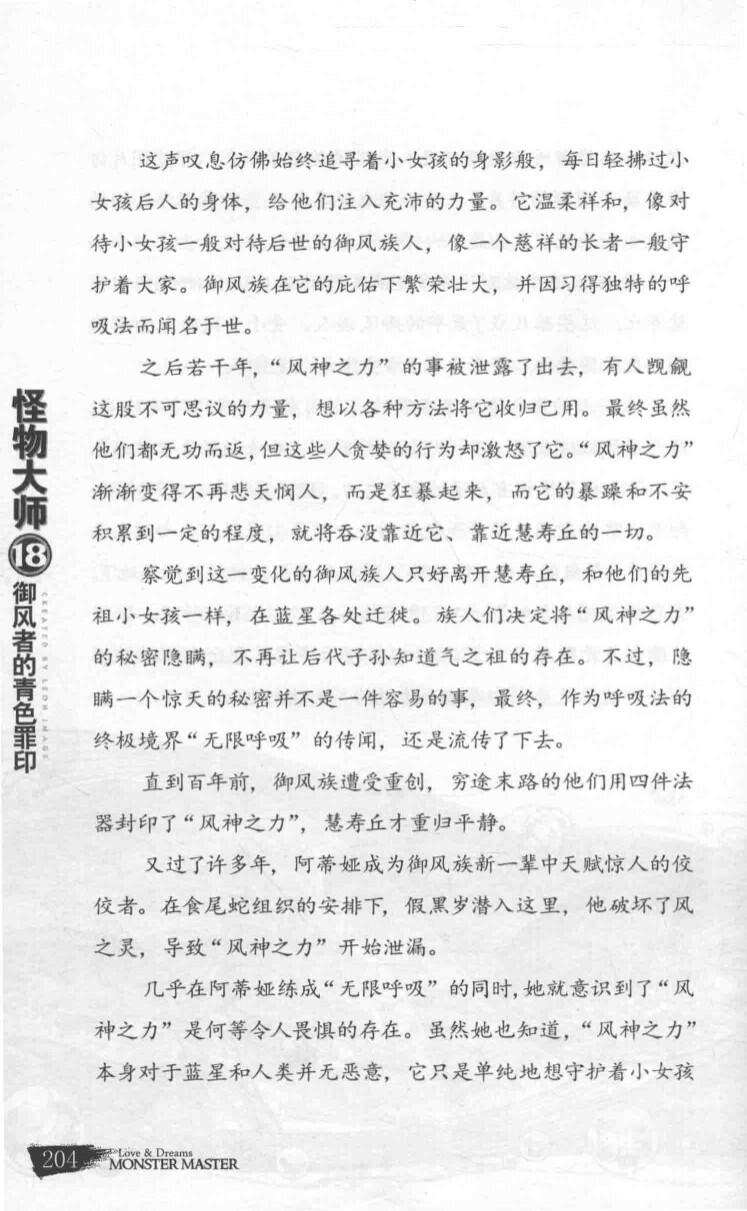 这声叹息仿佛始终追寻着小女孩的身影般，每日轻拂过小
女孩后人的身体，给他们注入充沛的力量。它温柔祥和，像对
待小女孩一般对待后世的御风族人，像一个慈祥的长者一般守
护着大家。御风族在它的庇佑下繁荣壮大，并因习得独特的呼
吸法而闻名于世。
之后若干年，“风神之力”的事被泄露了出去，有人觊觎
这股不可思议的力量，想以各种方法将它收归己用。最终虽然
他们都无功而返，但这些人贪婪的行为却激怒了它。“风神之力”
渐渐变得不再悲天悯人，而是狂暴起来，而它的暴躁和不安
积累到一定的程度，就将吞没靠近它、靠近慧寿丘的一切。
察觉到这一变化的御风族人只好离开慧寿丘，和他们的先
祖小女孩一样，在蓝星各处迁徙。族人们决定将“风神之力”
的秘密隐瞒，不再让后代子孙知道气之祖的存在。不过，隐
瞒一个惊天的秘密并不是一件容易的事，最终，作为呼吸法的
终极境界“无限呼吸”的传闻，还是流传了下去。
直到百年前，御风族遭受重创，穷途末路的他们用四件法
器封印了“风神之力”，慧寿丘才重归平静。
又过了许多年，阿蒂娅成为御风族新一辈中天赋惊人的佼
佼者。在食尾蛇组织的安排下，假黑岁潜入这里，他破坏了风
之灵，导致“风神之力”开始泄漏。
几乎在阿蒂娅练成“无限呼吸”的同时，她就意识到了“风
神之力”是何等令人畏惧的存在。虽然她也知道，“风神之力”
本身对于蓝星和人类并无恶意，它只是单纯地想守护着小女孩
怪物大师⑱御风者的青色罪印
CREATED BY LEON IMAGE
204
Love & Dreams
MONSTER MASTER